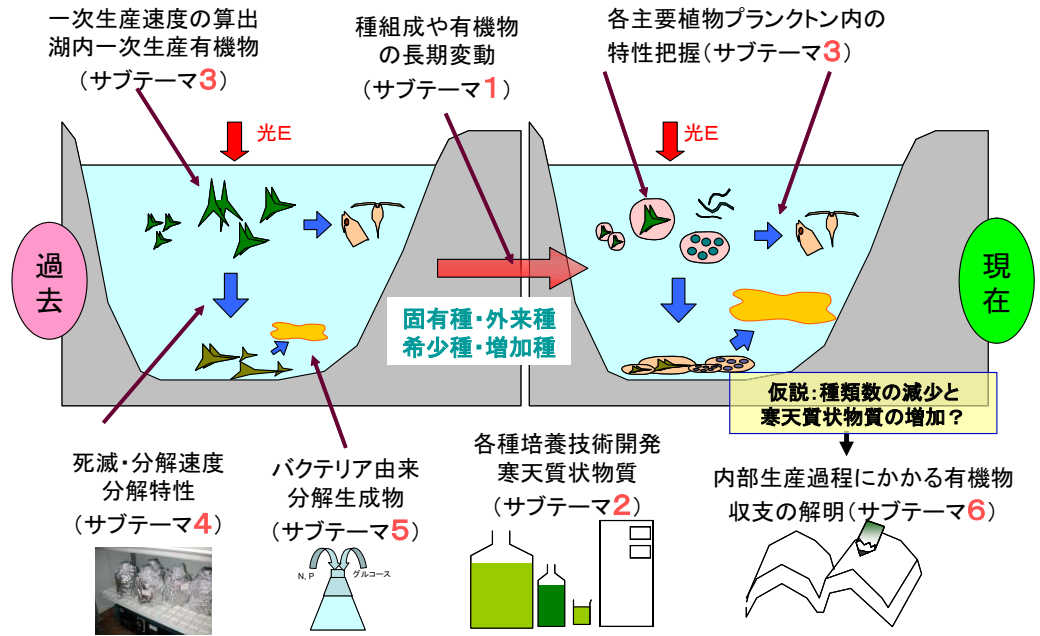 一次生産速度の算出
湖内一次生産有機物
(サブテーマ3)
種組成や有機物
の長期変動
(サブテーマ1)
各主要植物プランクトン内の
特性把握(サブテーマ3)
光E
光E
過去
現在
固有種・外来種
希少種・増加種
仮説:種類数の減少と
寒天質状物質の増加?
死滅・分解速度
分解特性
(サブテーマ4)
バクテリア由来
分解生成物
(サブテーマ5)
各種培養技術開発
寒天質状物質
(サブテーマ2)
内部生産過程にかかる有機物
収支の解明(サブテーマ6)
N, P
グルコース